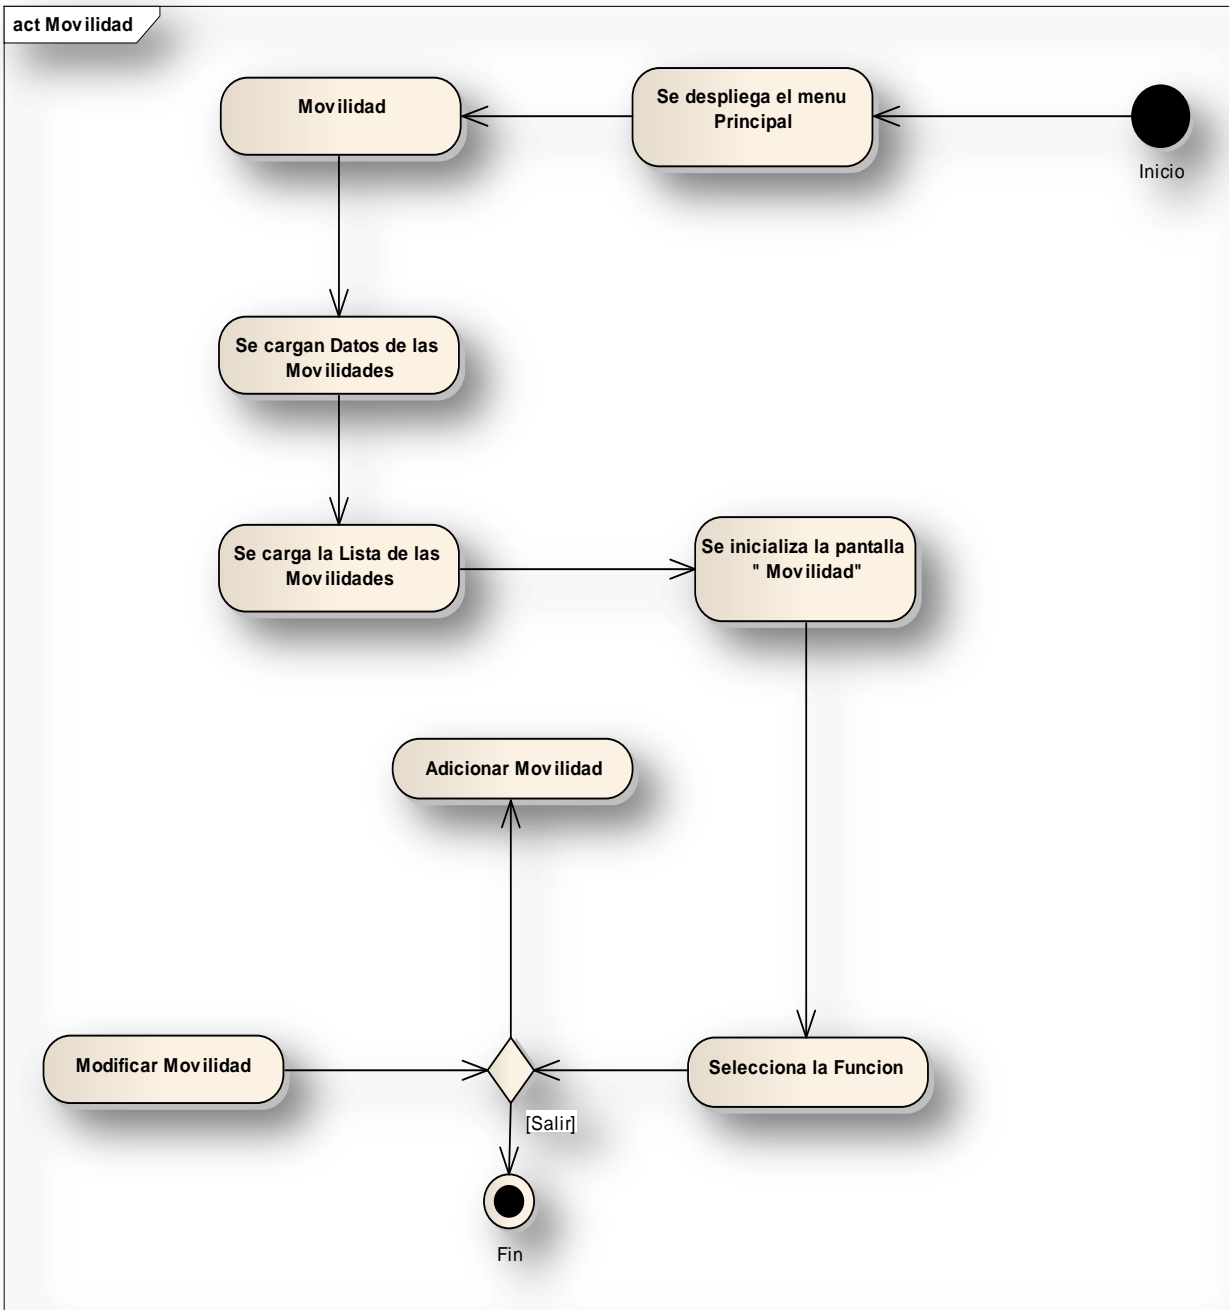 act Movilidad
Movilidad
Se despliega el menu
Principal
Inicio
Se cargan Datos de las
Movilidades
Se carga la Lista de las
Movilidades
Se inicializa la pantalla
" Movilidad"
Adicionar Movilidad
Modificar Movilidad
Selecciona la Funcion
[Salir]
Fin